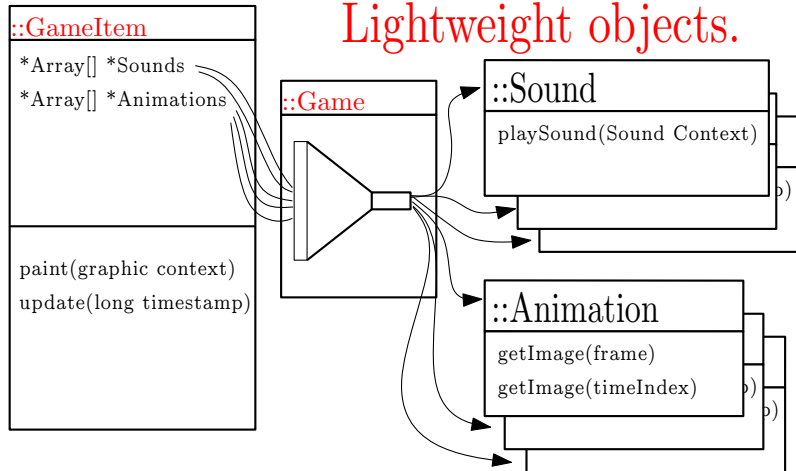 Lightweight objects.
::GameItem
*Array[] *Sounds
*Array[] *Animations
paint(graphic context)
update(long timestamp)
::Game
::Sound
playSound(Sound Context)
)
::Animation
getImage(frame)
getImage(timeIndex)
)
)